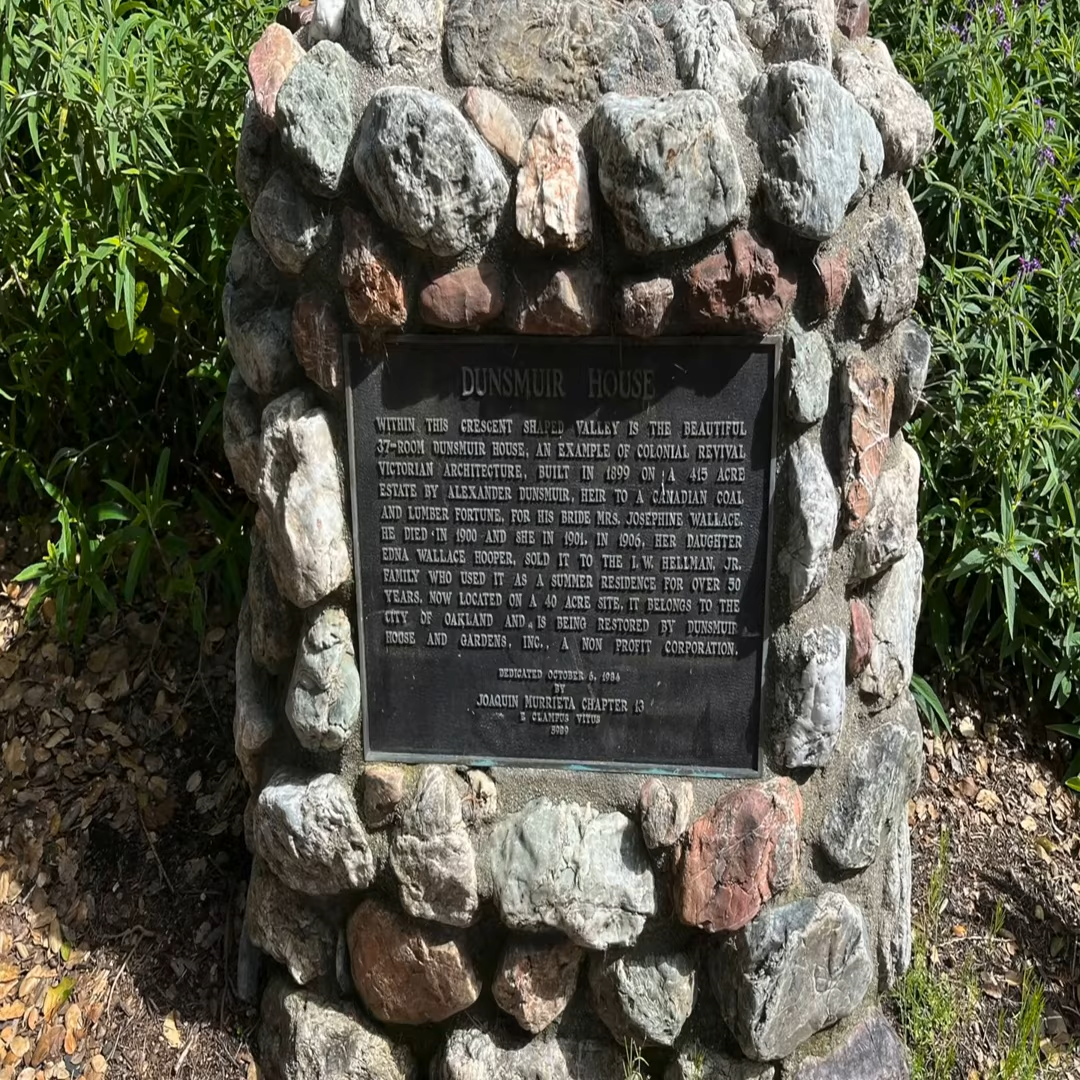 DUNSMUIR HOUSE
WITHIN THIS CRESCENT SHAPED VALLEY IS THE BEAUTIFUL
37-ROOM DUNSMUIR HOUSE, AN EXAMPLE OF COLONIAL REVIVAL
VICTORIAN ARCHITECTURE, BUILT IN 1899 ON A 415 ACRE
ESTATE BY ALEXANDER DUNSMUIR, HEIR TO A CANADIAN COAL
AND LUMBER FORTUNE, FOR HIS BRIDE MRS. JOSEPHINE WALLACE.
HE DIED IN 1900 AND SHE IN 1901. IN 1906, HER DAUGHTER
EDNA WALLACE HOOPER, SOLD IT TO THE I. W. HELLMAN, JR.
FAMILY WHO USED IT AS A SUMMER RESIDENCE FOR OVER 50
YEARS. NOW LOCATED ON A 40 ACRE SITE, IT BELONGS TO THE
CITY OF OAKLAND AND IS BEING RESTORED BY DUNSMUIR
HOUSE AND GARDENS, INC., A NON PROFIT CORPORATION.
DEDICATED OCTOBER 6, 1984
BY
JOAQUIN MURRIETA CHAPTER 13
E CLAMPUS VITUS
5989